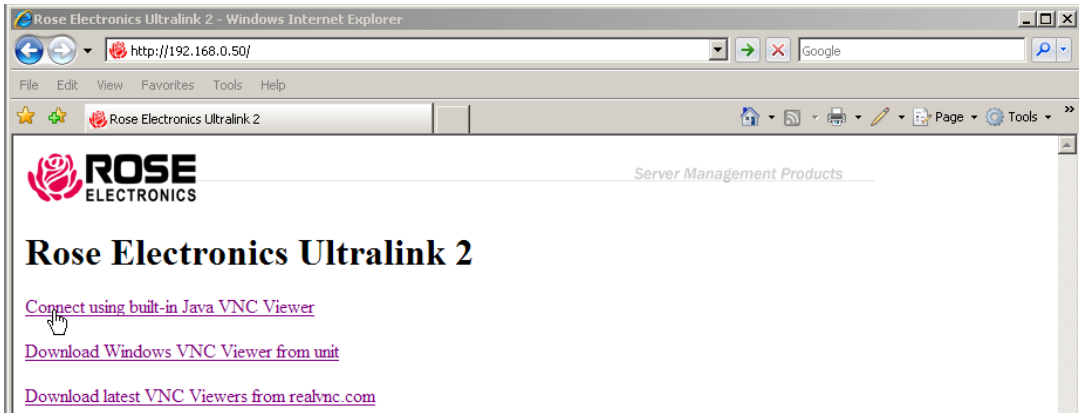 Rose Electronics Ultralink 2 - Windows Internet Explorer
http://192.168.0.50/
Google
File Edit View Favorites Tools Help
Rose Electronics Ultralink 2
Page Tools »
ROSE
ELECTRONICS
Server Management Products
Rose Electronics Ultralink 2
Connect using built-in Java VNC Viewer
Download Windows VNC Viewer from unit
Download latest VNC Viewers from realvnc.com